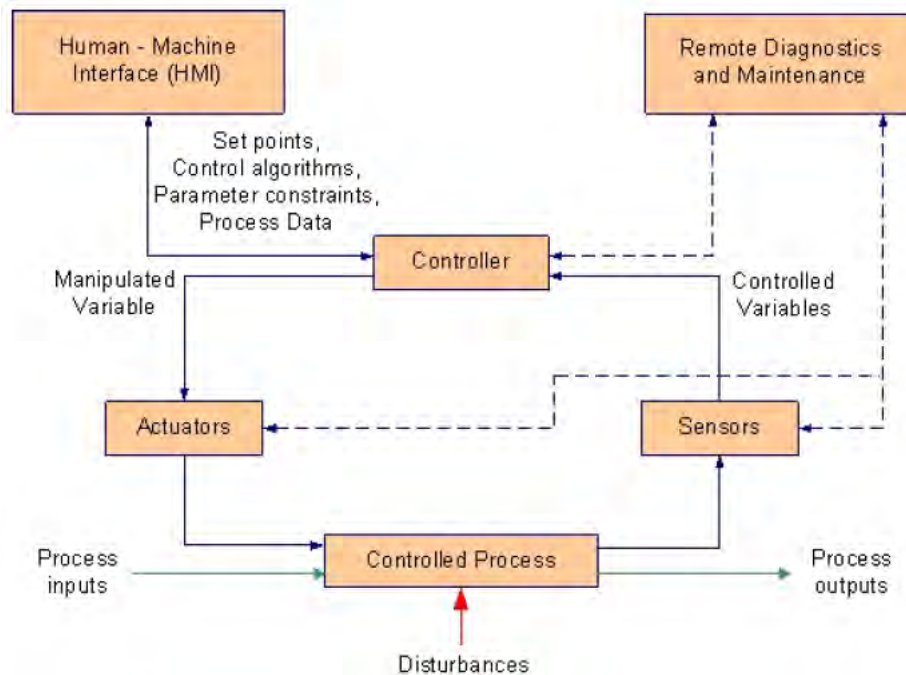 Human - Machine
Interface (HMI)
Remote Diagnostics
and Maintenance
Set points,
Control algorithms,
Parameter constraints,
Process Data
Controller
Manipulated
Variable
Controlled
Variables
Actuators
Sensors
Process
inputs
Controlled Process
Process
outputs
Disturbances